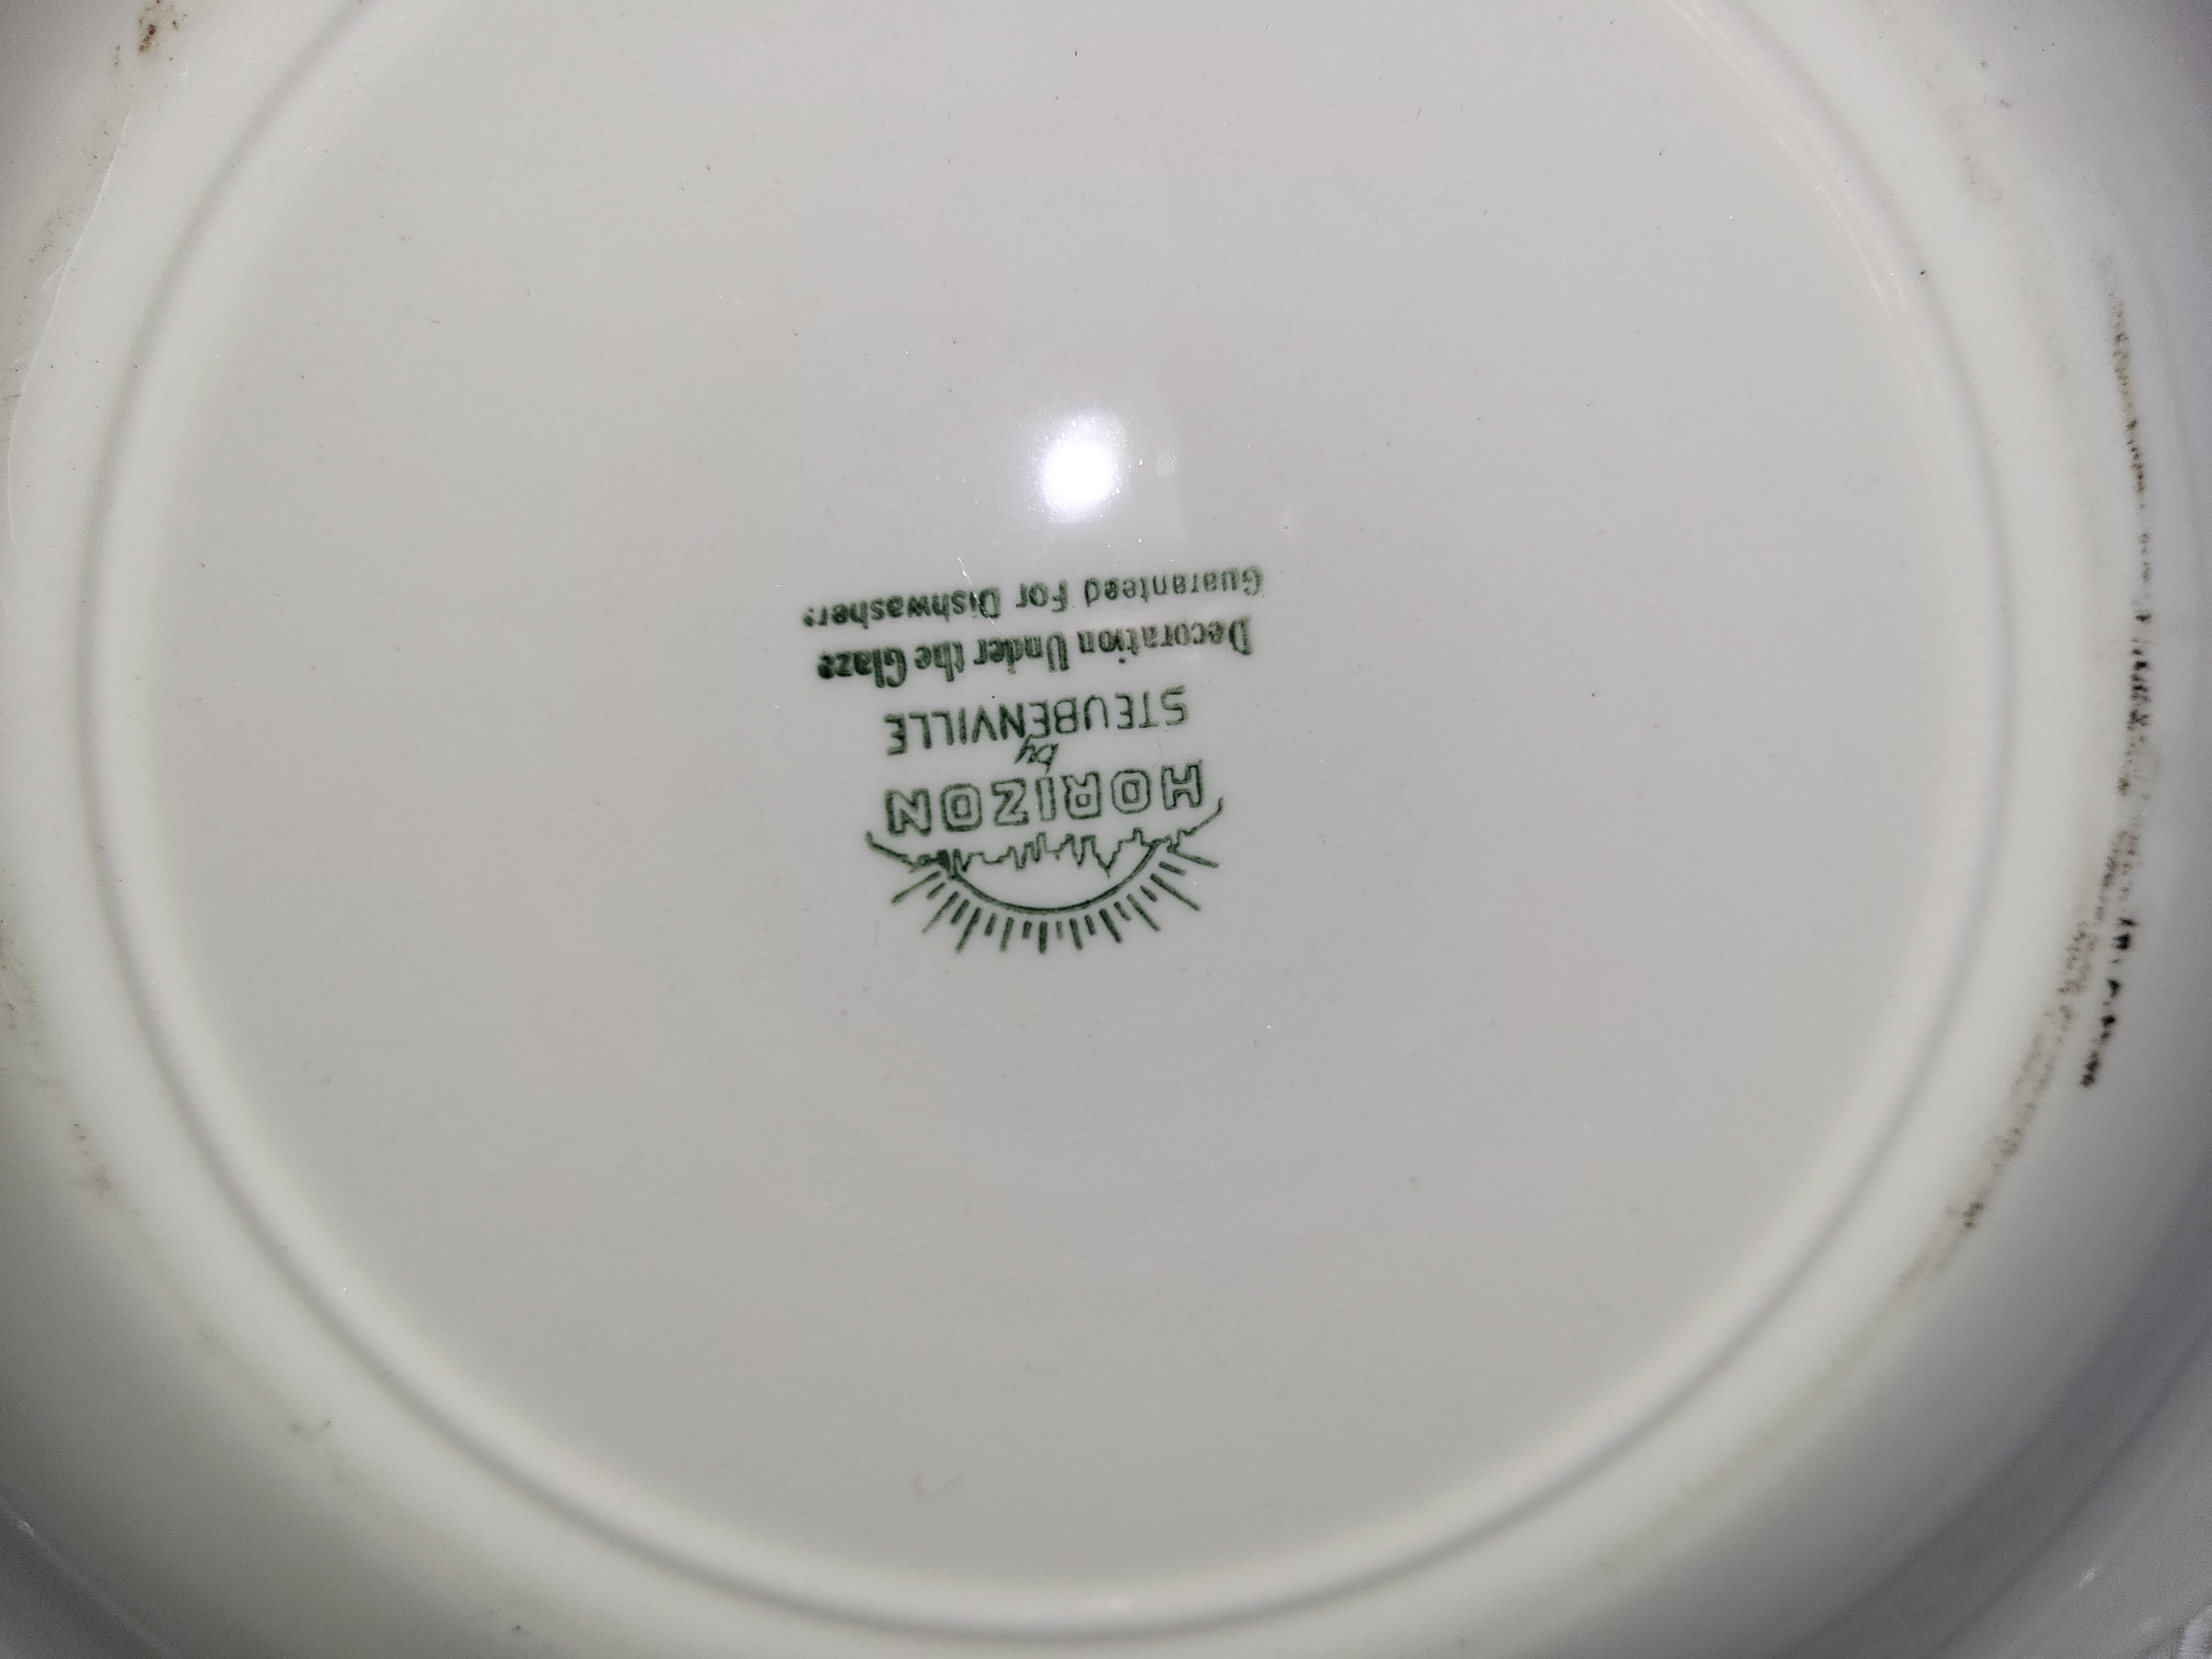 HORIZON
by
STEUBENVILLE
Decoration Under the Glaze
Guaranteed For Dishwashers